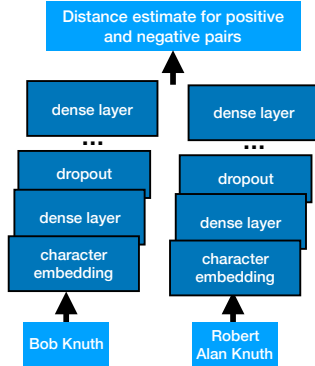 Distance estimate for positive
and negative pairs
dense layer
...
dropout
dense layer
character
embedding
Bob Knuth
dense layer
...
dropout
dense layer
character
embedding
Robert
Alan Knuth